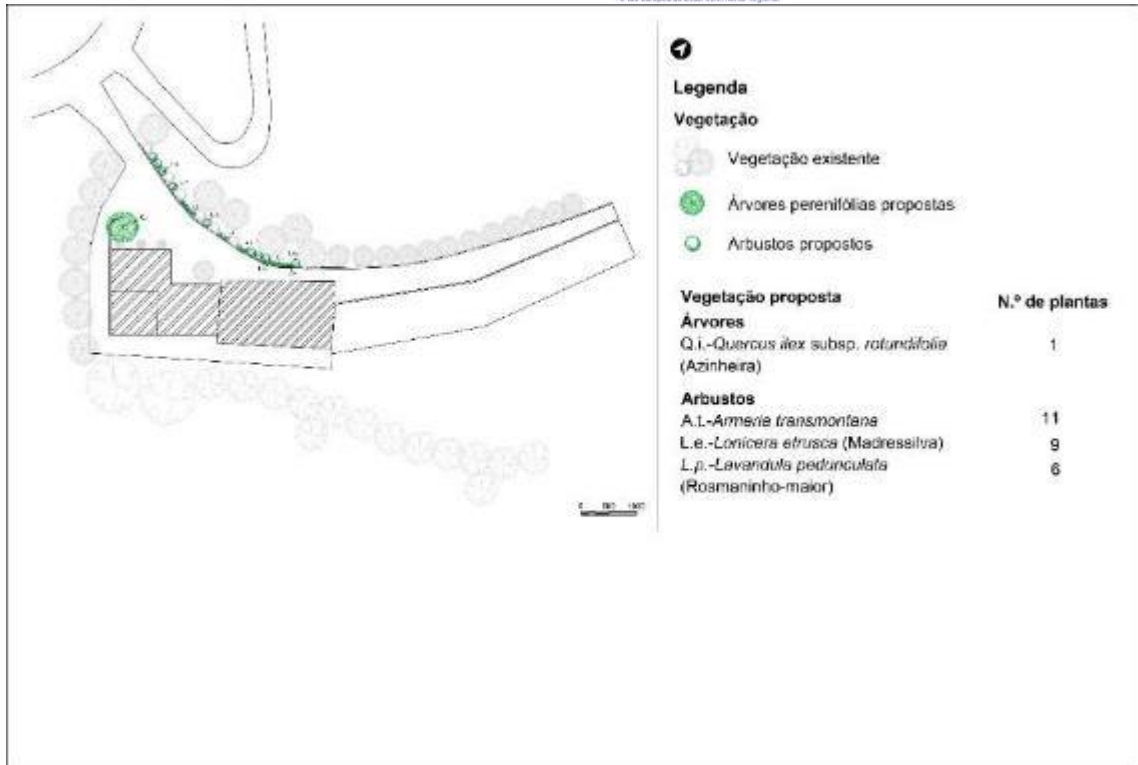 Legenda
Vegetação
Vegetação existente
Árvores perenifólias propostas
Arbustos propostos
Vegetação proposta N.º de plantas
Árvores
Q.i.-Quercus ilex subsp. rotundifolia 1
(Azinheira)
Arbustos
A.t.-Armeria transmontana 11
L.e.-Lonicera etrusca (Madressilva) 9
L.p.-Lavandula pedunculata 6
(Rosmaninho-maior)
0